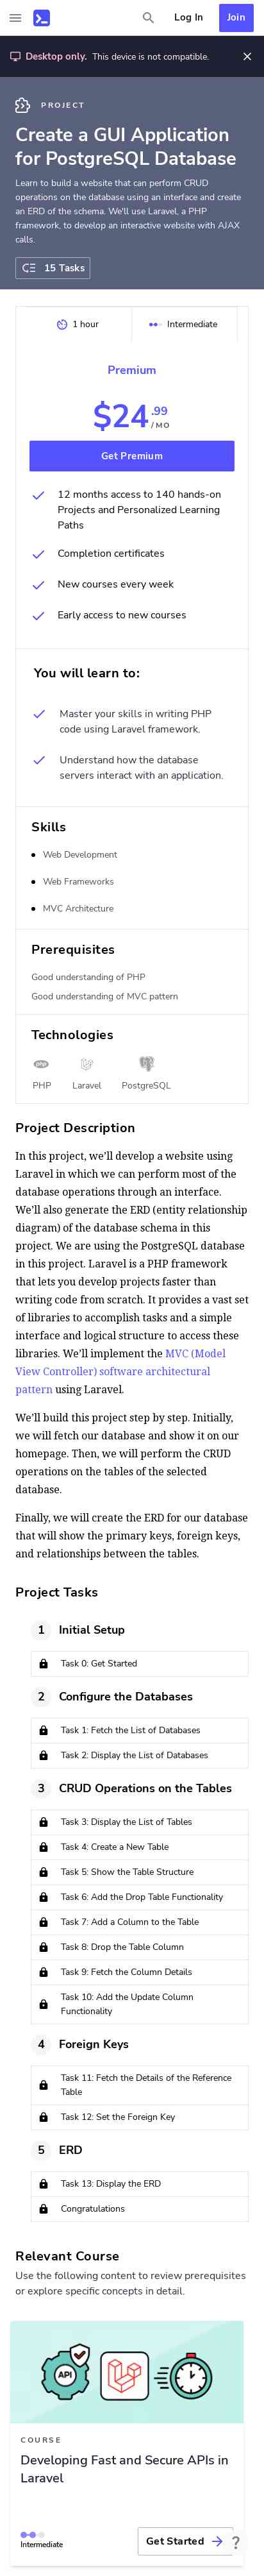 Log In
Join
Desktop only. This device is not compatible.
PROJECT
Create a GUI Application
for PostgreSQL Database
Learn to build a website that can perform CRUD
operations on the database using an interface and create
an ERD of the schema. We'll use Laravel, a PHP
framework, to develop an interactive website with AJAX
calls.
15 Tasks
1 hour
Intermediate
Premium
$24.99
/ MO
Get Premium
12 months access to 140 hands-on
Projects and Personalized Learning
Paths
Completion certificates
New courses every week
Early access to new courses
You will learn to:
Master your skills in writing PHP
code using Laravel framework.
Understand how the database
servers interact with an application.
Skills
Web Development
Web Frameworks
MVC Architecture
Prerequisites
Good understanding of PHP
Good understanding of MVC pattern
Technologies
php
PHP
Laravel
PostgreSQL
Project Description
In this project, we’ll develop a website using
Laravel in which we can perform most of the
database operations through an interface.
We’ll also generate the ERD (entity relationship
diagram) of the database schema in this
project. We are using the PostgreSQL database
in this project. Laravel is a PHP framework
that lets you develop projects faster than
writing code from scratch. It provides a vast set
of libraries to accomplish tasks and a simple
interface and logical structure to access these
libraries. We’ll implement the MVC (Model
View Controller) software architectural
pattern using Laravel.
We’ll build this project step by step. Initially,
we will fetch our database and show it on our
homepage. Then, we will perform the CRUD
operations on the tables of the selected
database.
Finally, we will create the ERD for our database
that will show the primary keys, foreign keys,
and relationships between the tables.
Project Tasks
1 Initial Setup
Task 0: Get Started
2 Configure the Databases
Task 1: Fetch the List of Databases
Task 2: Display the List of Databases
3 CRUD Operations on the Tables
Task 3: Display the List of Tables
Task 4: Create a New Table
Task 5: Show the Table Structure
Task 6: Add the Drop Table Functionality
Task 7: Add a Column to the Table
Task 8: Drop the Table Column
Task 9: Fetch the Column Details
Task 10: Add the Update Column
Functionality
4 Foreign Keys
Task 11: Fetch the Details of the Reference
Table
Task 12: Set the Foreign Key
5 ERD
Task 13: Display the ERD
Congratulations
Relevant Course
Use the following content to review prerequisites
or explore specific concepts in detail.
API
COURSE
Developing Fast and Secure APIs in
Laravel
Intermediate
Get Started
?